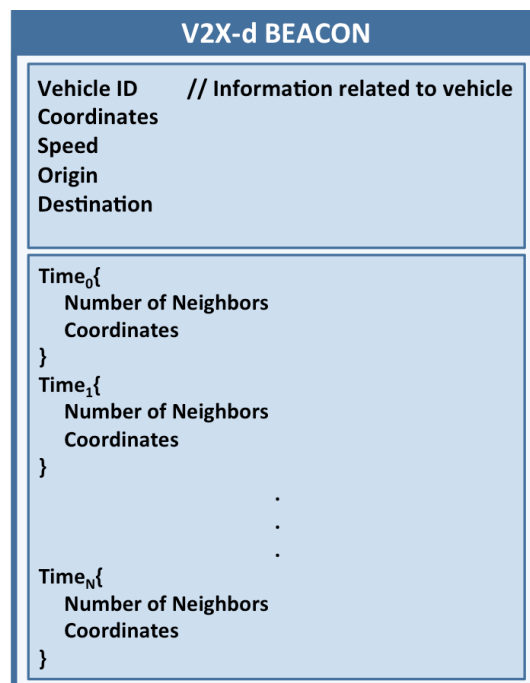 V2X-d BEACON
Vehicle ID // Information related to vehicle
Coordinates
Speed
Origin
Destination
Time₀{
Number of Neighbors
Coordinates
}
Time₁{
Number of Neighbors
Coordinates
}
.
.
.
Time_N{
Number of Neighbors
Coordinates
}